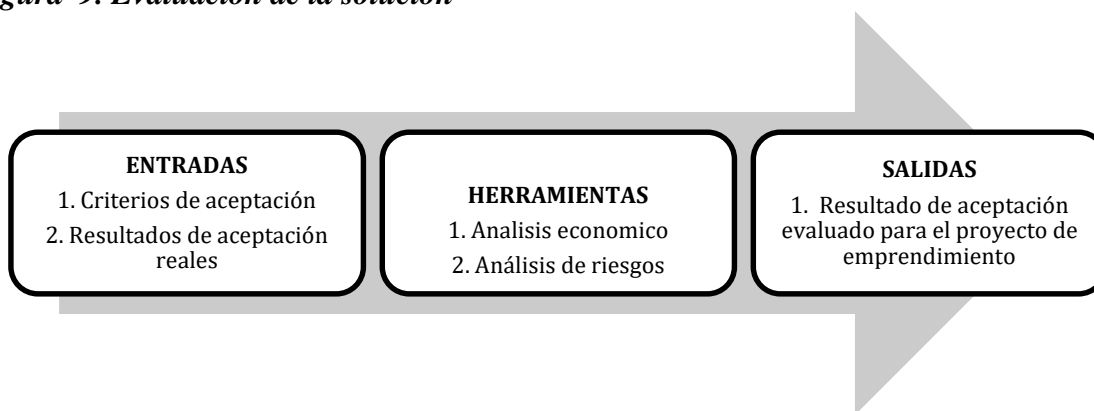 gura 9. Evaluación de la solución
ENTRADAS
1. Criterios de aceptación
2. Resultados de aceptación
reales
HERRAMIENTAS
1. Analisis economico
2. Análisis de riesgos
SALIDAS
1. Resultado de aceptación
evaluado para el proyecto de
emprendimiento